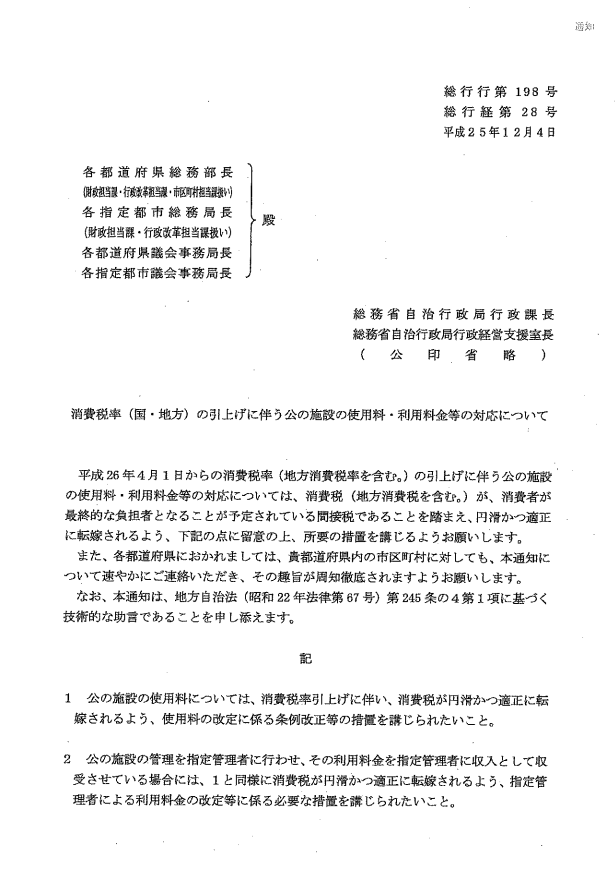 通知
総行行第 198 号
総行経第 28 号
平成25年12月4日
各都道府県総務部長
(財政担当課・行政改革担当課・市区町村担当課扱い)
各指定都市総務局長
(財政担当課・行政改革担当課扱い)
殿
各都道府県議会事務局長
各指定都市議会事務局長
総務省自治行政局行政課長
総務省自治行政局行政経営支援室長
(公印省略)
消費税率（国・地方）の引上げに伴う公の施設の使用料・利用料金等の対応について
平成26年4月1日からの消費税率（地方消費税率を含む。）の引上げに伴う公の施設
の使用料・利用料金等の対応については、消費税（地方消費税を含む。）が、消費者が
最終的な負担者となることが予定されている間接税であることを踏まえ、円滑かつ適正
に転嫁されるよう、下記の点に留意の上、所要の措置を講じるようお願いします。
また、各都道府県におかれましては、貴都道府県内の市区町村に対しても、本通知に
ついて速やかにご連絡いただき、その趣旨が周知徹底されますようお願いします。
なお、本通知は、地方自治法（昭和22年法律第67号）第245条の4第1項に基づく
技術的な助言であることを申し添えます。
記
1 公の施設の使用料については、消費税率引上げに伴い、消費税が円滑かつ適正に転
嫁されるよう、使用料の改定に係る条例改正等の措置を講じられたいこと。
2 公の施設の管理を指定管理者に行わせ、その利用料金を指定管理者に収入として収
受させている場合には、1と同様に消費税が円滑かつ適正に転嫁されるよう、指定管
理者による利用料金の改定等に係る必要な措置を講じられたいこと。